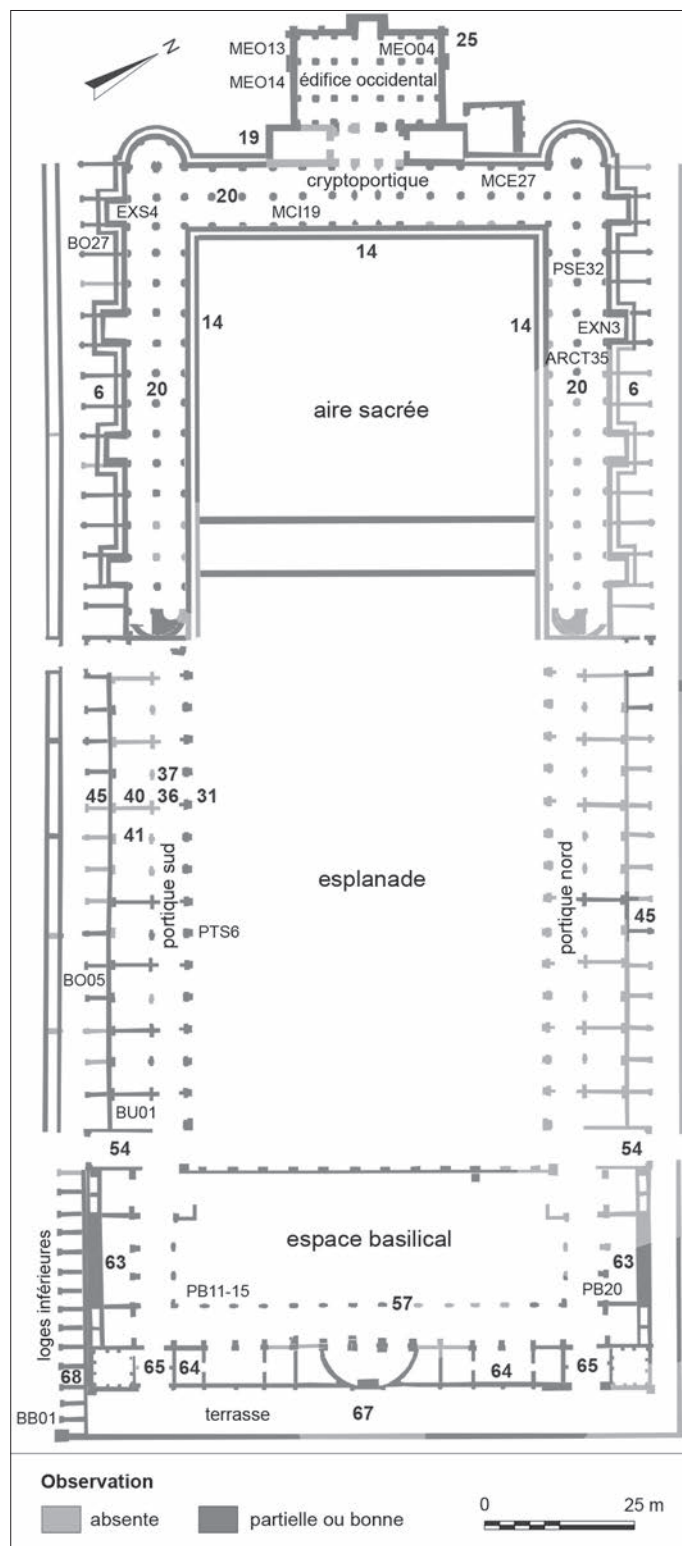 MEO13
MEO04
25
N
MEO14
édifice occidental
19
cryptoportique
MCE27
20
EXS4
MCI19
BO27
14
PSE32
14
14
EXN3
ARCT35
6
20
aire sacrée
20
6
37
45
40
36
31
41
portique sud
esplanade
portique nord
45
PTS6
BO05
BU01
54
54
loges inférieures
espace basilical
63
63
PB11-15
57
PB20
65
64
64
65
68
BB01
terrasse
67
Observation
absente
partielle ou bonne
0
25 m